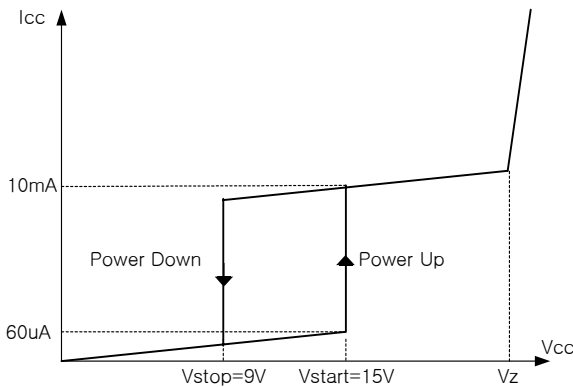 Icc
10mA
Power Down
Power Up
60uA
Vcc
Vstop=9V
Vstart=15V
Vz